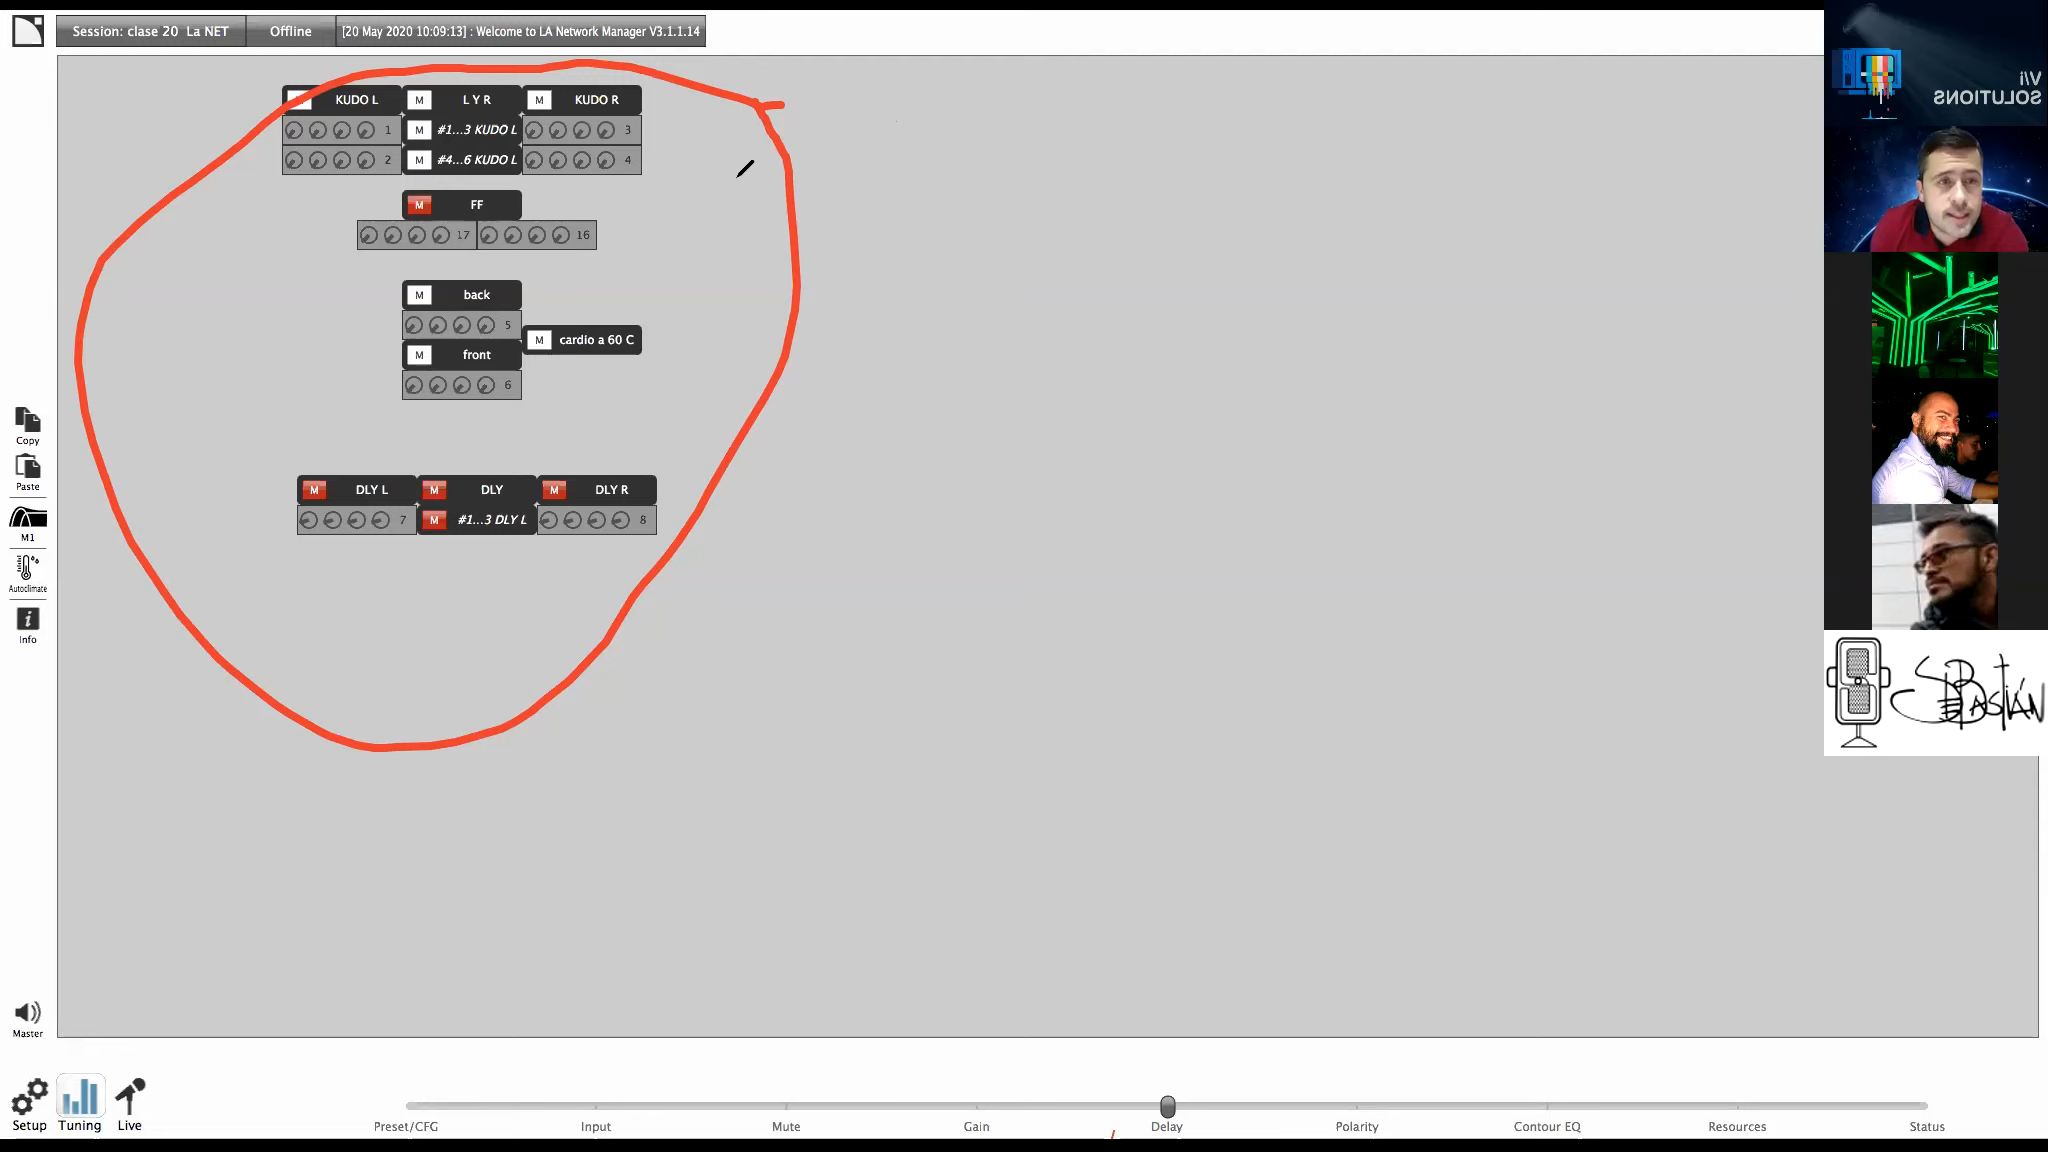 Session: clase 20 La NET
Offline
[20 May 2020 10:09:13] : Welcome to LA Network Manager V3.1.1.14
KUDO L M L Y R M KUDO R
1 M #1...3 KUDO L 3
2 M #4...6 KUDO L 4
M FF
17 16
M back
5
M cardio a 60 C
M front
6
M DLY L M DLY M DLY R
7 M #1...3 DLY L 8
Copy
Paste
M1
Autoclimate
i
Info
Master
Setup
Tuning
Live
Preset/CFG
Input
Mute
Gain
Delay
Polarity
Contour EQ
Resources
Status
V/I
SOLUTIONS
SEBASTIÁN